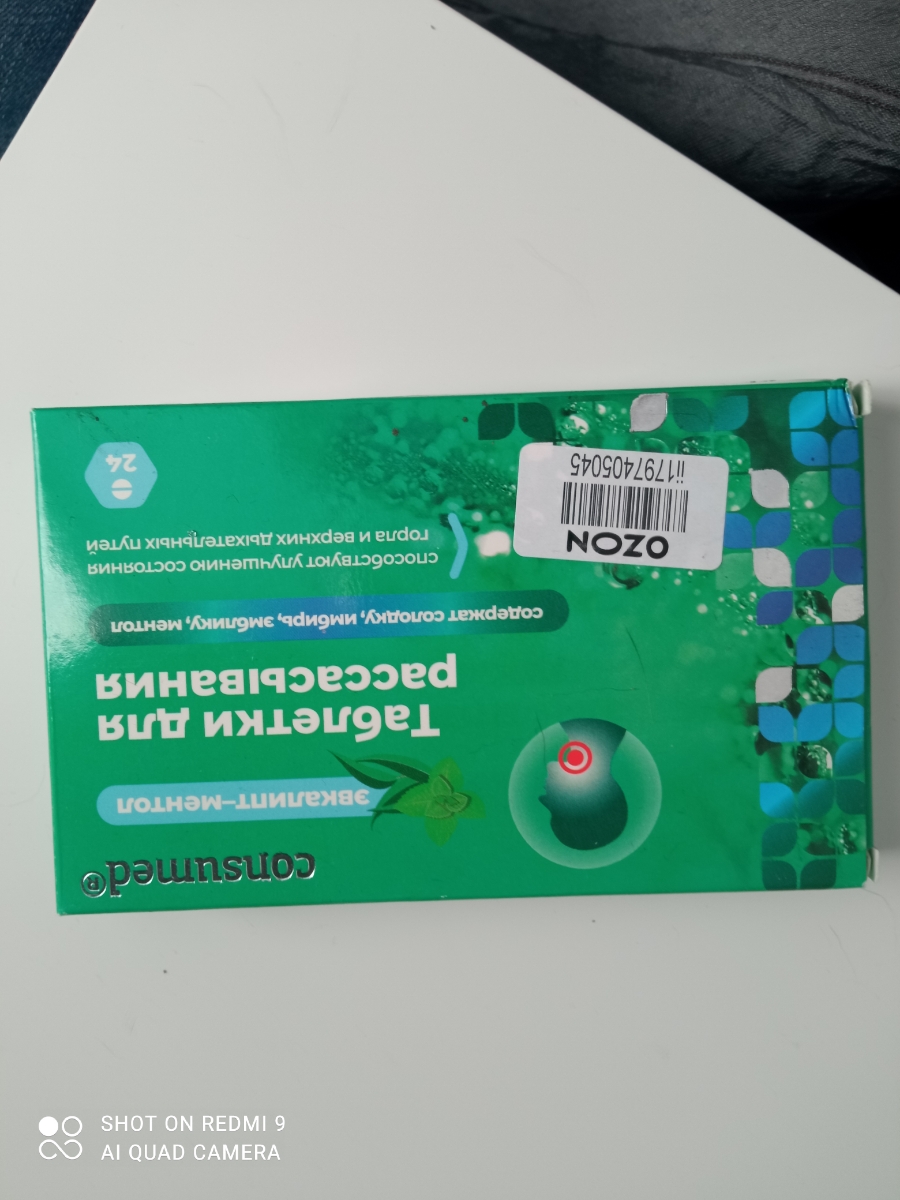 consumed®
эвкалипт–ментол
Таблетки для
рассасывания
содержат солодку, имбирь, эмблику, ментол
способствуют улучшению состояния
горла и верхних дыхательных путей
24
OZON
ii1797405045
SHOT ON REDMI 9
AI QUAD CAMERA